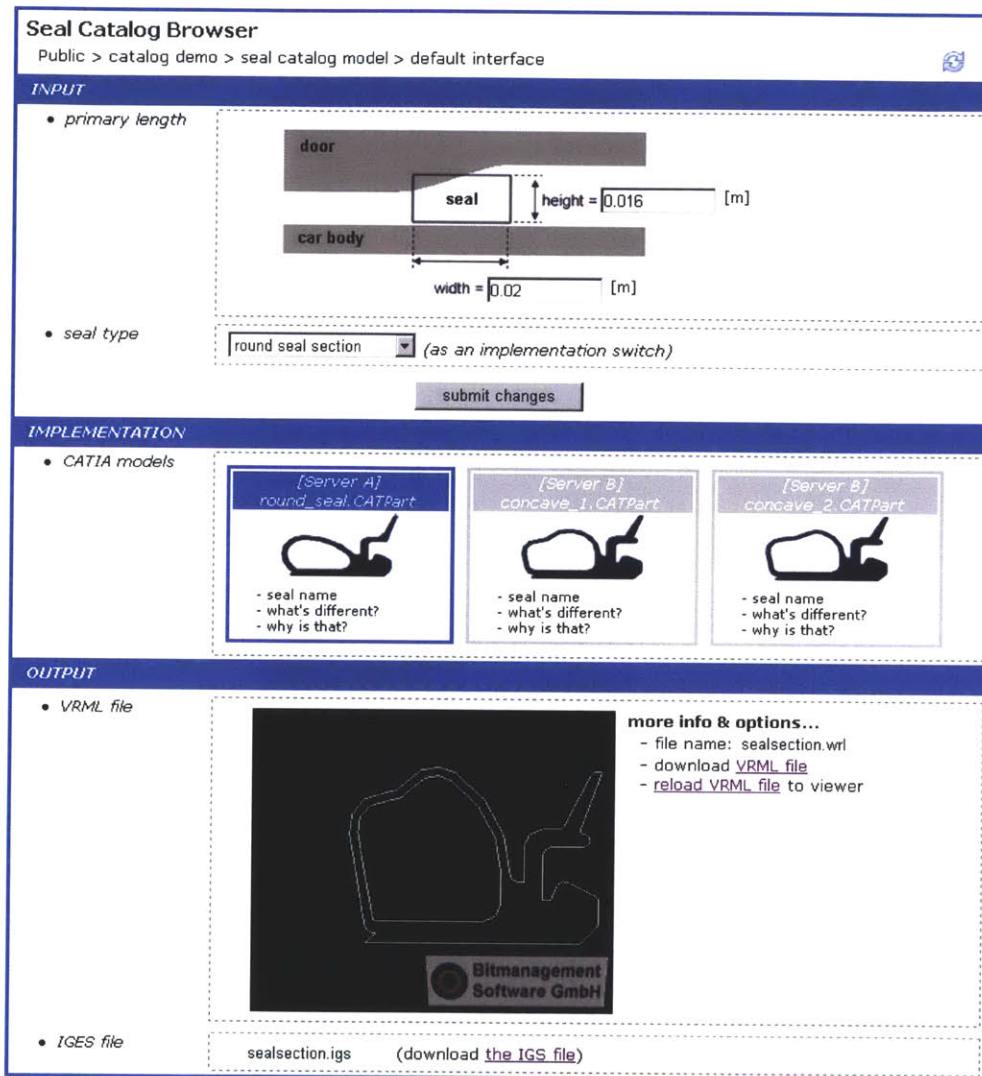 Seal Catalog Browser
Public > catalog demo > seal catalog model > default interface
INPUT
• primary length
door
seal
height = 0.016 [m]
car body
width = 0.02 [m]
• seal type
round seal section (as an implementation switch)
submit changes
IMPLEMENTATION
• CATIA models
[Server A]
round_seal.CATPart
- seal name
- what's different?
- why is that?
[Server B]
concave_1.CATPart
- seal name
- what's different?
- why is that?
[Server B]
concave_2.CATPart
- seal name
- what's different?
- why is that?
OUTPUT
• VRML file
more info & options...
- file name: sealsection.wrl
- download VRML file
- reload VRML file to viewer
Bitmanagement
Software GmbH
• IGES file
sealsection.igs (download the IGS file)